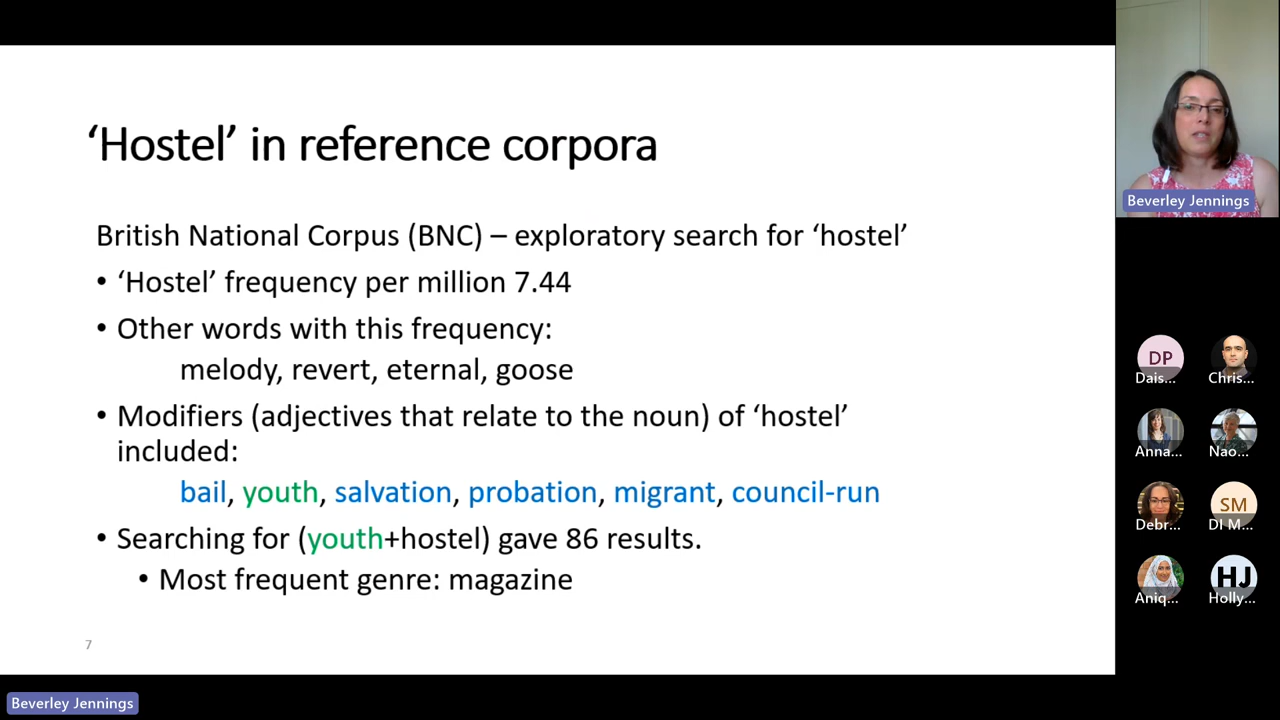 ‘Hostel’ in reference corpora
British National Corpus (BNC) – exploratory search for ‘hostel’
• ‘Hostel’ frequency per million 7.44
• Other words with this frequency:
melody, revert, eternal, goose
• Modifiers (adjectives that relate to the noun) of ‘hostel’
included:
bail, youth, salvation, probation, migrant, council-run
• Searching for (youth+hostel) gave 86 results.
• Most frequent genre: magazine
7
Beverley Jennings
Beverley Jennings
DP
Dais...
Chris...
Anna...
Nao...
Debr...
SM
DI M...
Aniq...
HJ
Holly...